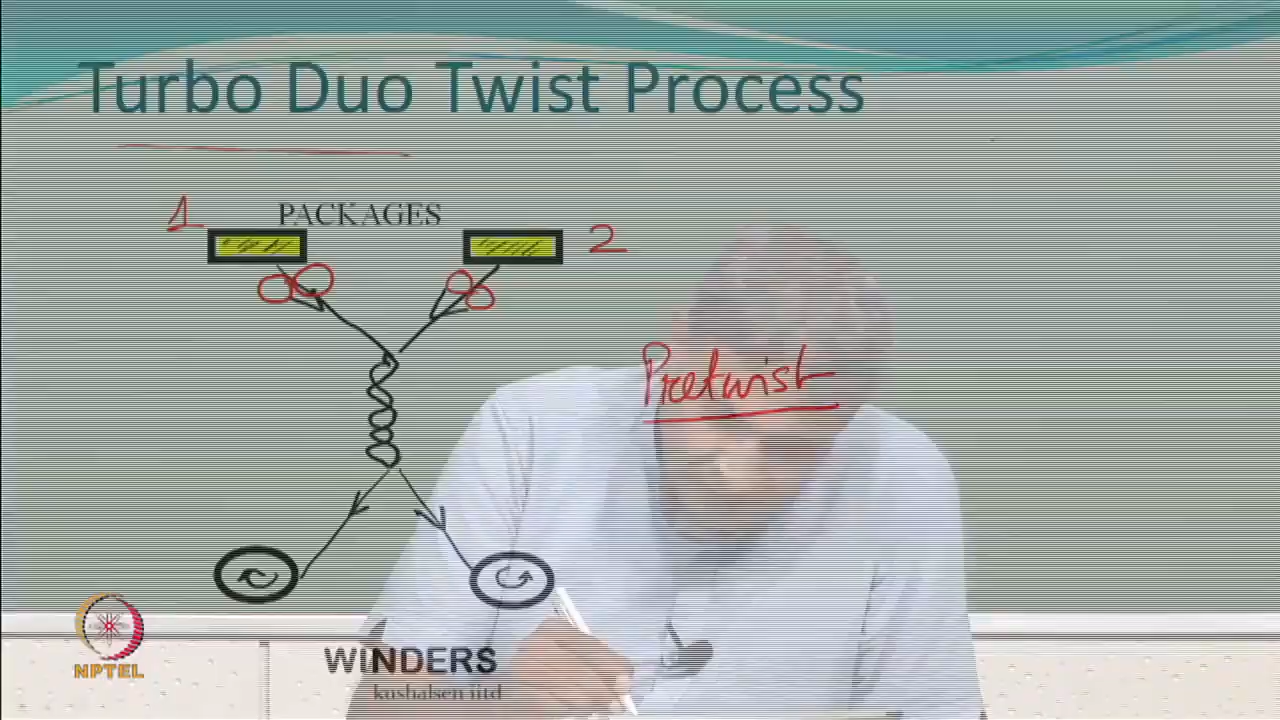 Turbo Duo Twist Process
1 PACKAGES
2
Pretwist
NPTEL
WINDERS
kushalsen iitd